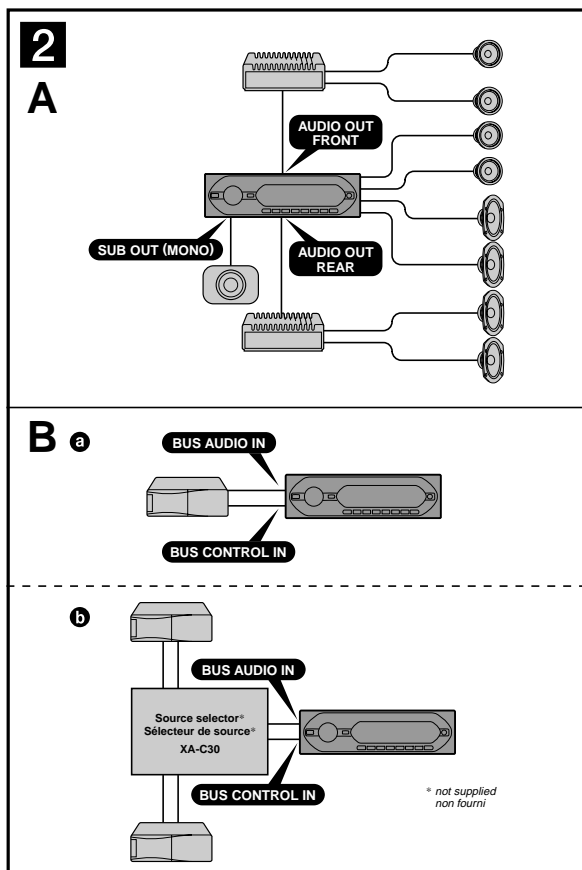 2
A
AUDIO OUT
FRONT
SUB OUT (MONO)
AUDIO OUT
REAR
B a
BUS AUDIO IN
BUS CONTROL IN
b
BUS AUDIO IN
Source selector*
Sélecteur de source*
XA-C30
BUS CONTROL IN
* not supplied
non fourni